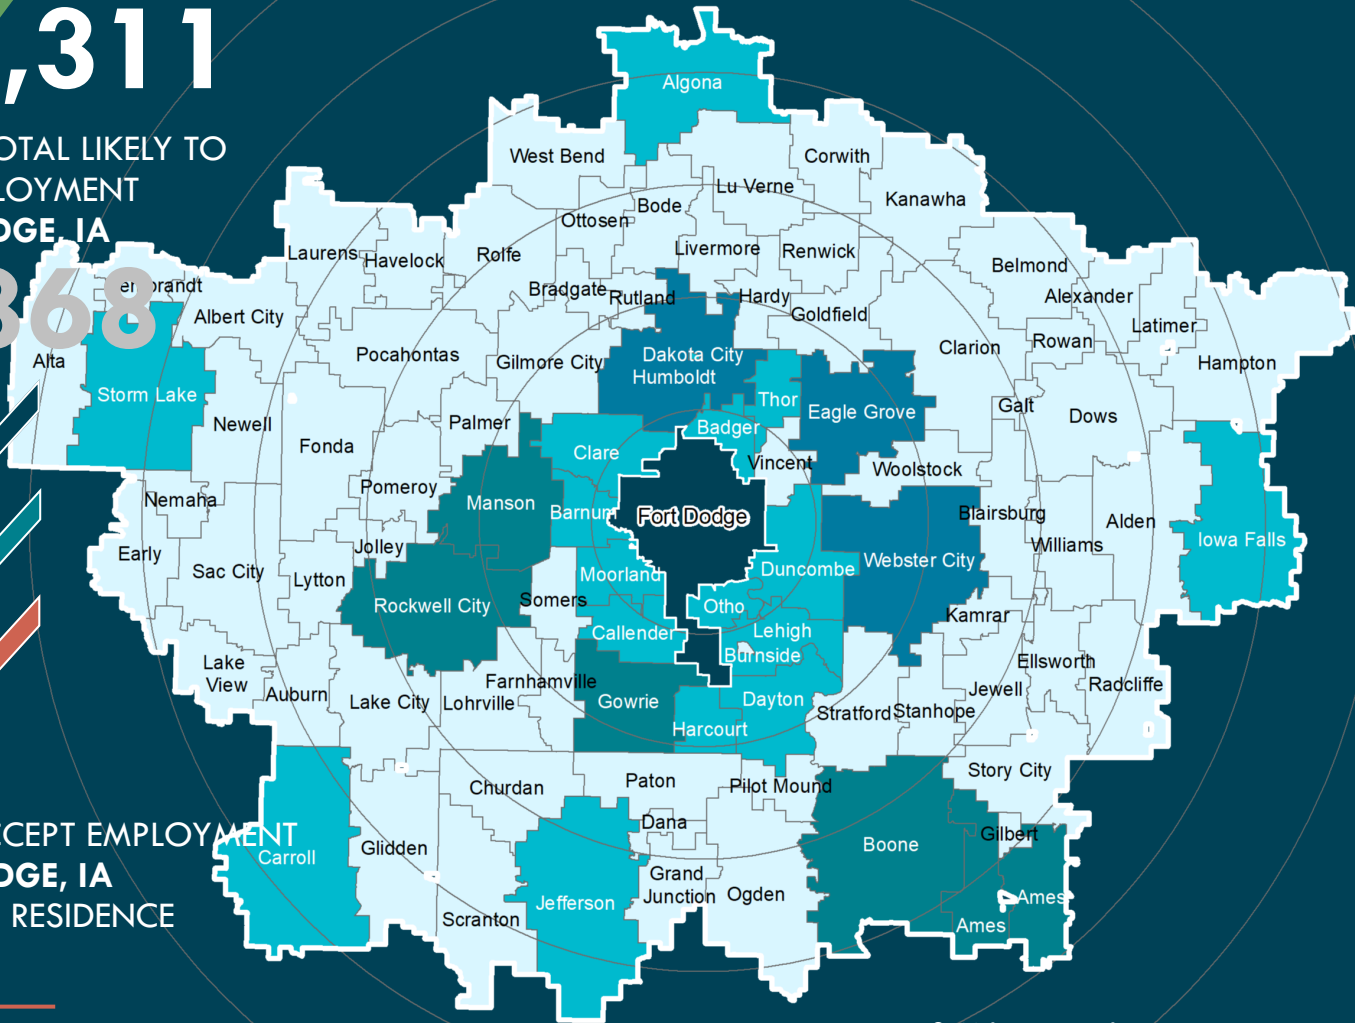 ,311
OTAL LIKELY TO
LOYMENT
DGE, IA
368
CCEPT EMPLOYMENT
DGE, IA
RESIDENCE
Algona
West Bend
Corwith
Lu Verne
Kanawha
Bode
Ottosen
Livermore
Renwick
Laurens
Havelock
Rolfe
Belmond
Bradgate
Rutland
Hardy
Alexander
Albert City
Goldfield
Latimer
Rowan
Pocahontas
Gilmore City
Dakota City
Humboldt
Clarion
Hampton
Alta
Storm Lake
Thor
Eagle Grove
Galt
Dows
Newell
Palmer
Badger
Fonda
Clare
Vincent
Woolstock
Pomeroy
Nemaha
Manson
Barnum
Fort Dodge
Blairsburg
Alden
Early
Jolley
Williams
Iowa Falls
Webster City
Sac City
Lytton
Moorland
Duncombe
Rockwell City
Somers
Otho
Kamrar
Callender
Lehigh
Burnside
Lake
View
Ellsworth
Auburn
Farnhamville
Jewell
Radcliffe
Lake City
Lohrville
Gowrie
Dayton
Stratford
Stanhope
Harcourt
Story City
Churdan
Paton
Pilot Mound
Dana
Gilbert
Carroll
Glidden
Boone
Grand
Junction
Ogden
Jefferson
Ames
Scranton
Ames